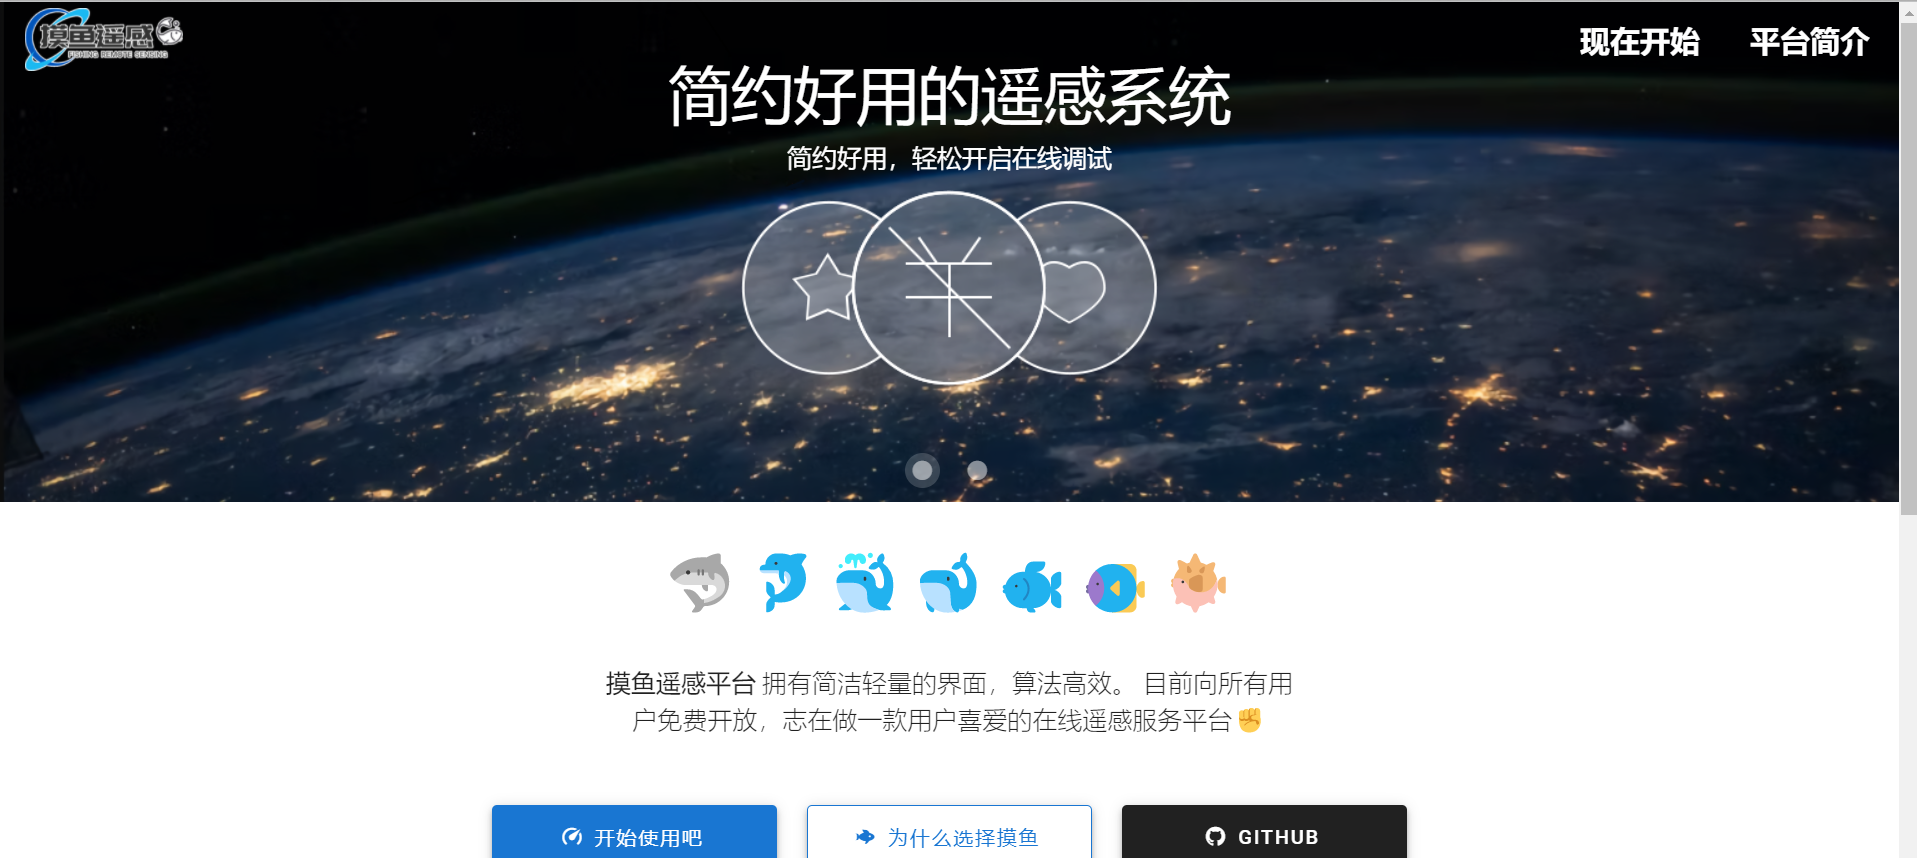 摸鱼遥感
FISHING REMOTE SENSING
现在开始
平台简介
简约好用的遥感系统
简约好用，轻松开启在线调试
摸鱼遥感平台 拥有简洁轻量的界面，算法高效。 目前向所有用
户免费开放，志在做一款用户喜爱的在线遥感服务平台✊
开始使用吧
为什么选择摸鱼
GITHUB